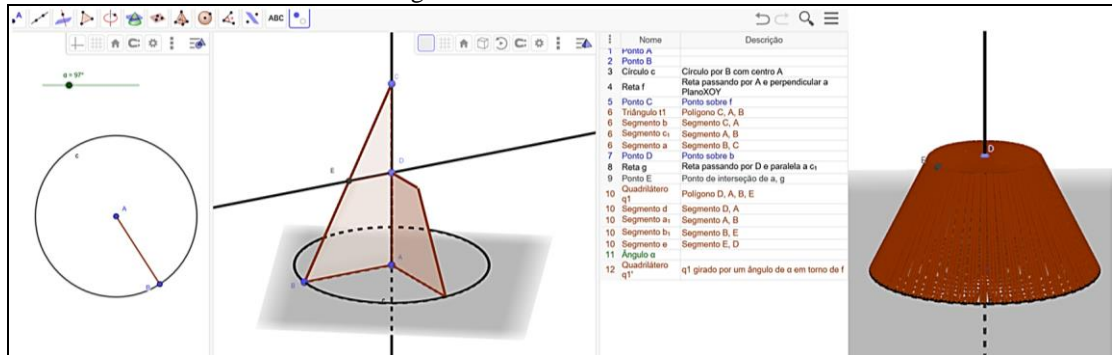 ABC
α = 97°
c
A
B
C
E
D
A
B
c
Nome Descrição
1 Ponto A
2 Ponto B
3 Círculo c Círculo por B com centro A
4 Reta f Reta passando por A e perpendicular a
PlanoXOY
5 Ponto C Ponto sobre f
6 Triângulo t1 Polígono C, A, B
6 Segmento b Segmento C, A
6 Segmento c₁ Segmento A, B
6 Segmento a Segmento B, C
7 Ponto D Ponto sobre b
8 Reta g Reta passando por D e paralela a c₁
9 Ponto E Ponto de interseção de a, g
10 Quadrilátero
q1 Polígono D, A, B, E
10 Segmento d Segmento D, A
10 Segmento a₁ Segmento A, B
10 Segmento b₁ Segmento B, E
10 Segmento e Segmento E, D
11 Ângulo α
12 Quadrilátero
q1' q1 girado por um ângulo de α em torno de f
E
D